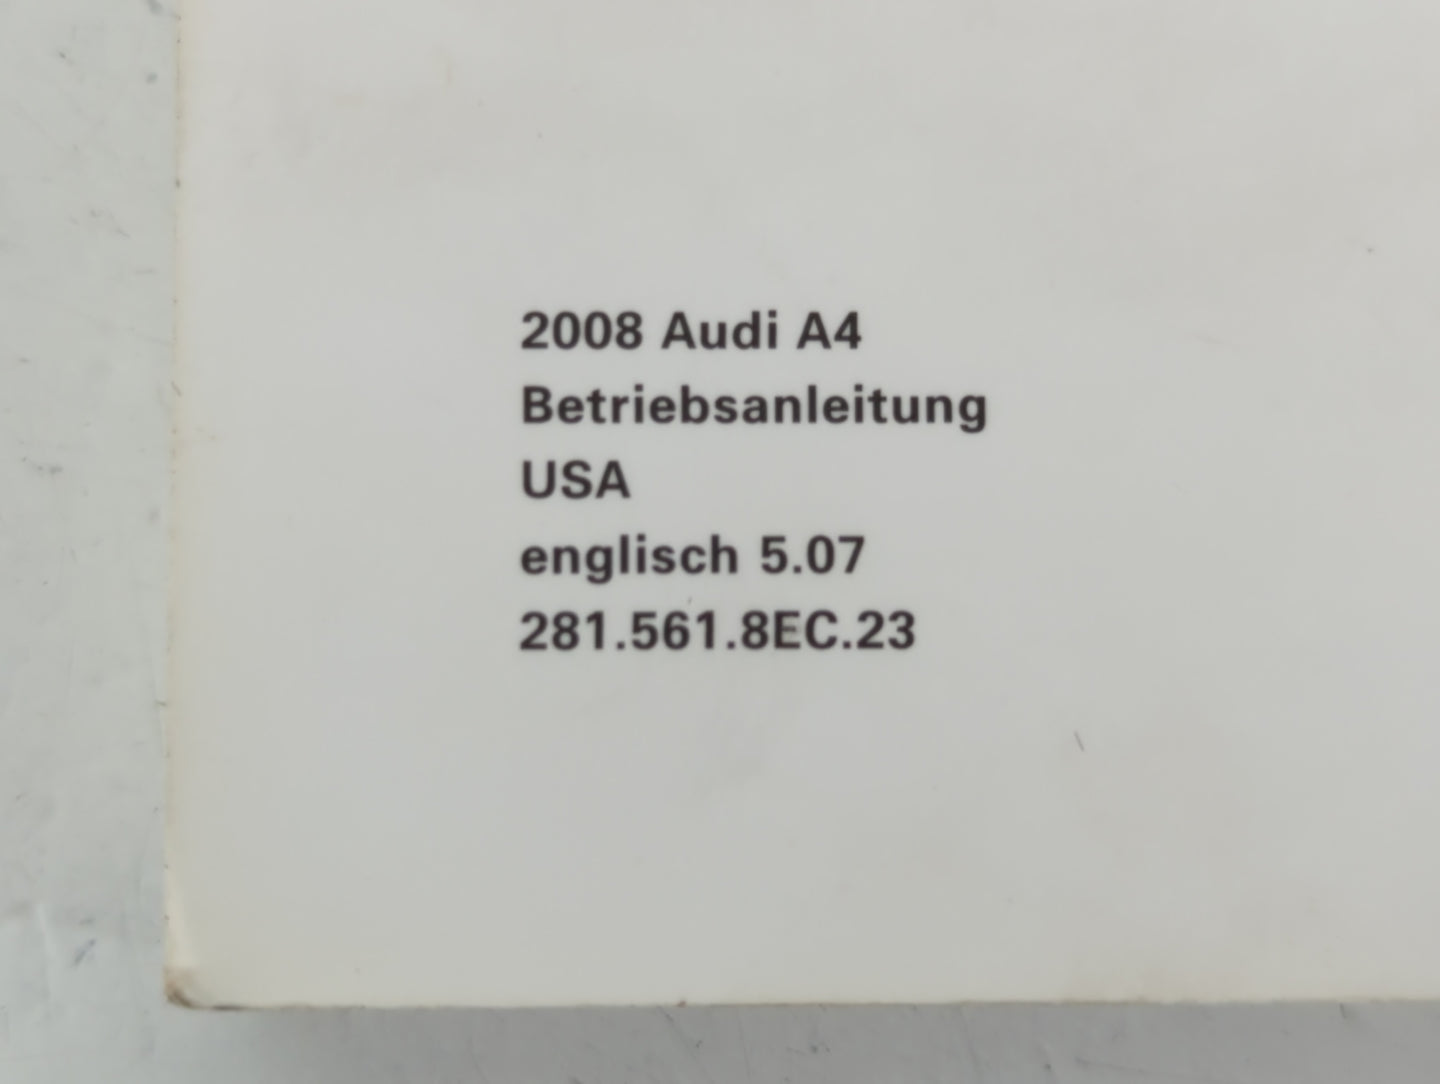 2008 Audi A4
Betriebsanleitung
USA
englisch 5.07
281.561.8EC.23